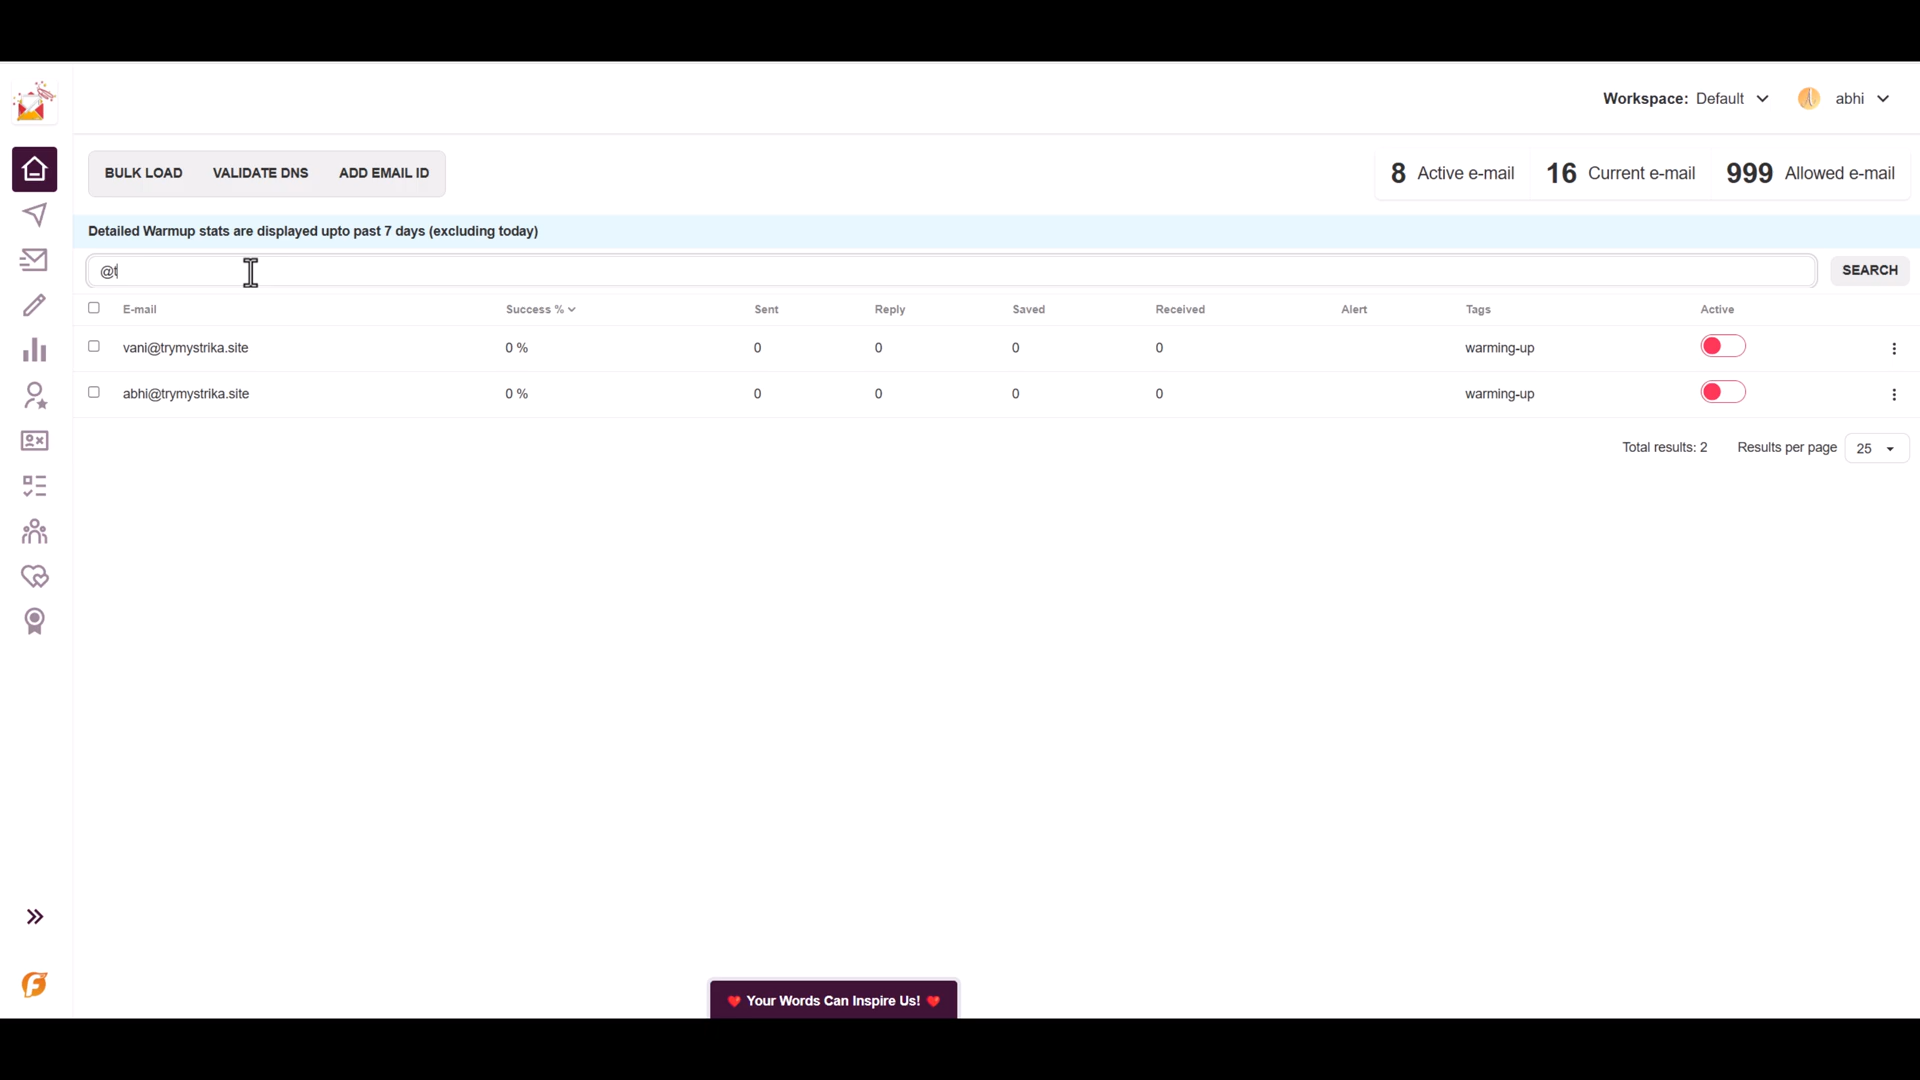 Workspace: Default abhi
BULK LOAD VALIDATE DNS ADD EMAIL ID 8 Active e-mail 16 Current e-mail 999 Allowed e-mail
Detailed Warmup stats are displayed upto past 7 days (excluding today)
@t SEARCH
E-mail Success % Sent Reply Saved Received Alert Tags Active
vani@trymystrika.site 0 % 0 0 0 0 warming-up
abhi@trymystrika.site 0 % 0 0 0 0 warming-up
Total results: 2 Results per page 25
Your Words Can Inspire Us!